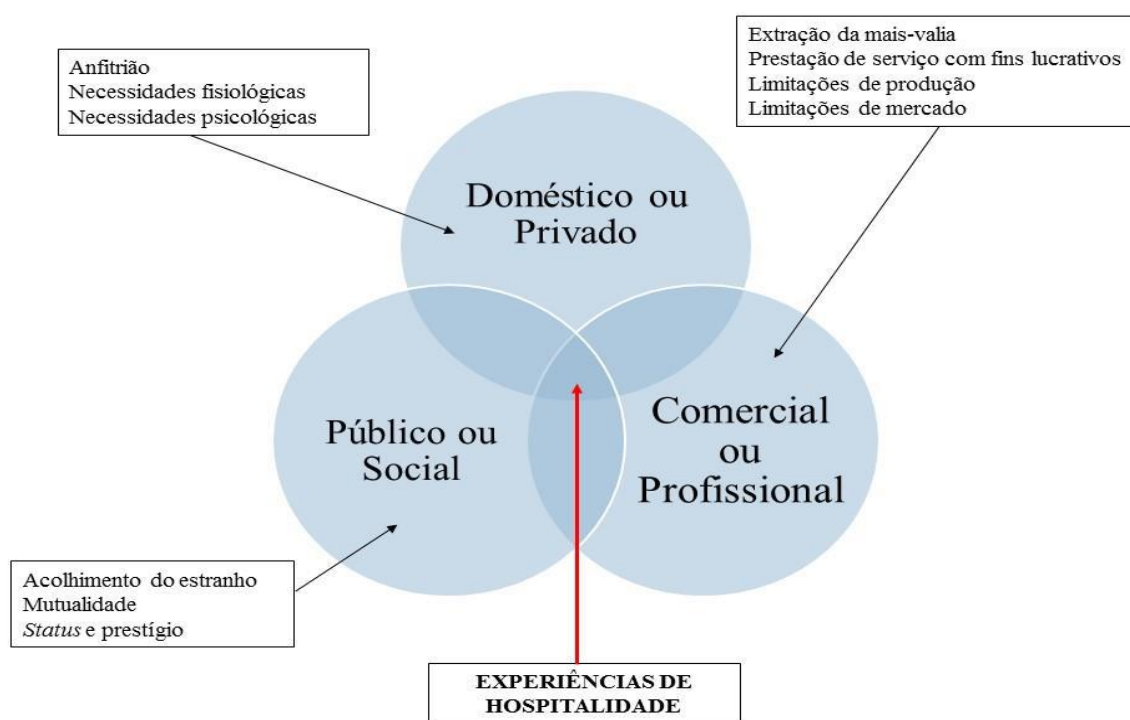 Anfitrião
Necessidades fisiológicas
Necessidades psicológicas
Extração da mais-valia
Prestação de serviço com fins lucrativos
Limitações de produção
Limitações de mercado
Doméstico ou
Privado
Público ou
Social
Comercial
ou
Profissional
Acolhimento do estranho
Mutualidade
Status e prestígio
EXPERIÊNCIAS DE
HOSPITALIDADE